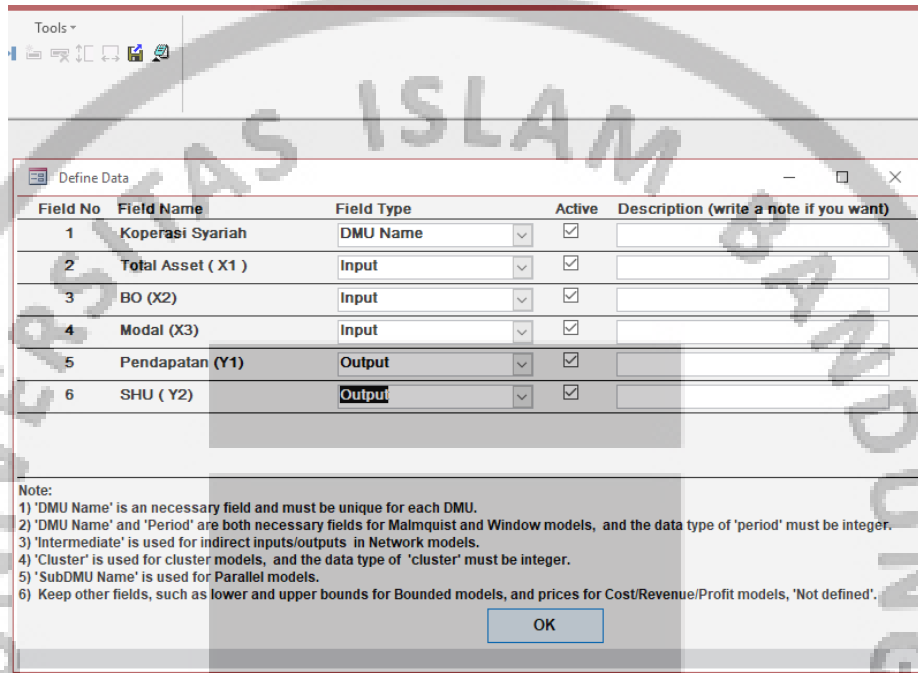 Tools
ISLAM BANDUNG
Define Data
Field No Field Name Field Type Active Description (write a note if you want)
1 Koperasi Syariah DMU Name
2 Total Asset ( X1 ) Input
3 BO (X2) Input
4 Modal (X3) Input
5 Pendapatan (Y1) Output
6 SHU ( Y2) Output
Note:
1) 'DMU Name' is an necessary field and must be unique for each DMU.
2) 'DMU Name' and 'Period' are both necessary fields for Malmquist and Window models, and the data type of 'period' must be integer.
3) 'Intermediate' is used for indirect inputs/outputs in Network models.
4) 'Cluster' is used for cluster models, and the data type of 'cluster' must be integer.
5) 'SubDMU Name' is used for Parallel models.
6) Keep other fields, such as lower and upper bounds for Bounded models, and prices for Cost/Revenue/Profit models, 'Not defined'.
OK